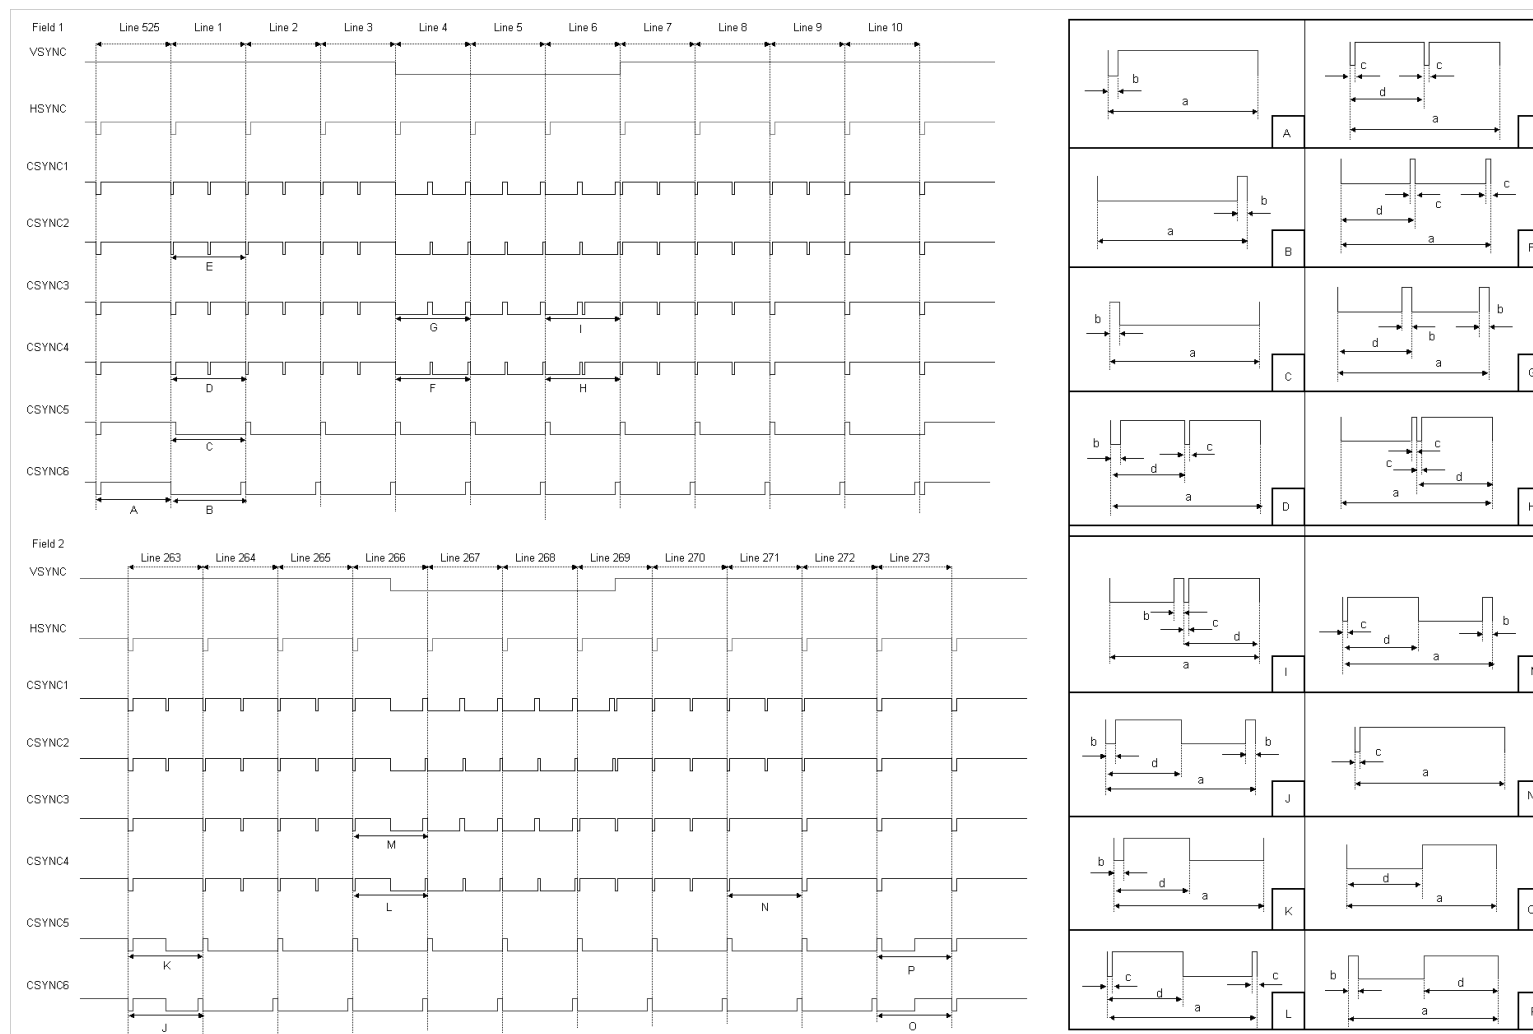 Field 1
Line 525 Line 1 Line 2 Line 3 Line 4 Line 5 Line 6 Line 7 Line 8 Line 9 Line 10
VSYNC
HSYNC
CSYNC1
CSYNC2
E
CSYNC3
G I
CSYNC4
D F H
CSYNC5
C
CSYNC6
A B
Field 2
Line 263 Line 264 Line 265 Line 266 Line 267 Line 268 Line 269 Line 270 Line 271 Line 272 Line 273
VSYNC
HSYNC
CSYNC1
CSYNC2
CSYNC3
M
CSYNC4
L N
CSYNC5
K P
CSYNC6
J O
b
a
A
c c
d
a
b
a
B
c
d c
a
F
b
a
C
b
d b
a
G
b c
d
a
D
c
c d
a
H
b
c
d
a
I
c b
d
a
b b
d
a
J
c
a
N
b
d
a
K
d
a
O
c c
d
a
L
b d
a